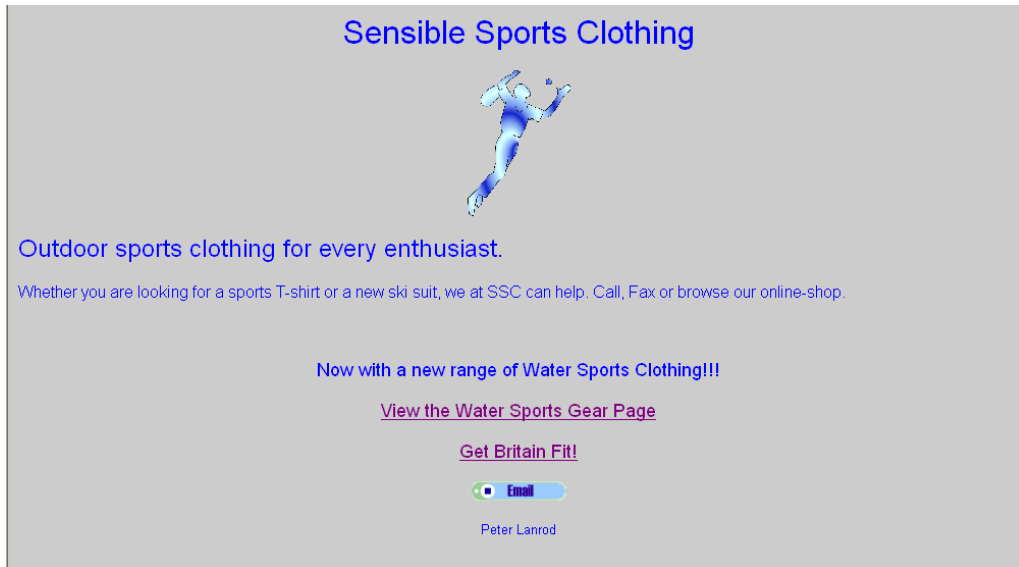 Sensible Sports Clothing
Outdoor sports clothing for every enthusiast.
Whether you are looking for a sports T-shirt or a new ski suit, we at SSC can help. Call, Fax or browse our online-shop.
Now with a new range of Water Sports Clothing!!!
View the Water Sports Gear Page
Get Britain Fit!
Email
Peter Lanrod